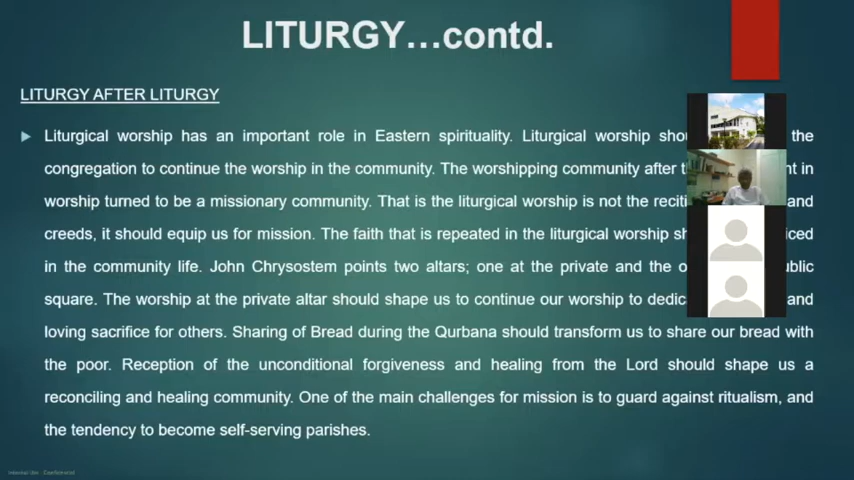 LITURGY...contd.
LITURGY AFTER LITURGY
Liturgical worship has an important role in Eastern spirituality. Liturgical worship shou the
congregation to continue the worship in the community. The worshipping community after t nt in
worship turned to be a missionary community. That is the liturgical worship is not the reciti and
creeds, it should equip us for mission. The faith that is repeated in the liturgical worship sh iced
in the community life. John Chrysostem points two altars; one at the private and the o ublic
square. The worship at the private altar should shape us to continue our worship to dedic and
loving sacrifice for others. Sharing of Bread during the Qurbana should transform us to share our bread with
the poor. Reception of the unconditional forgiveness and healing from the Lord should shape us a
reconciling and healing community. One of the main challenges for mission is to guard against ritualism, and
the tendency to become self-serving parishes.
Internal Use - Confidential